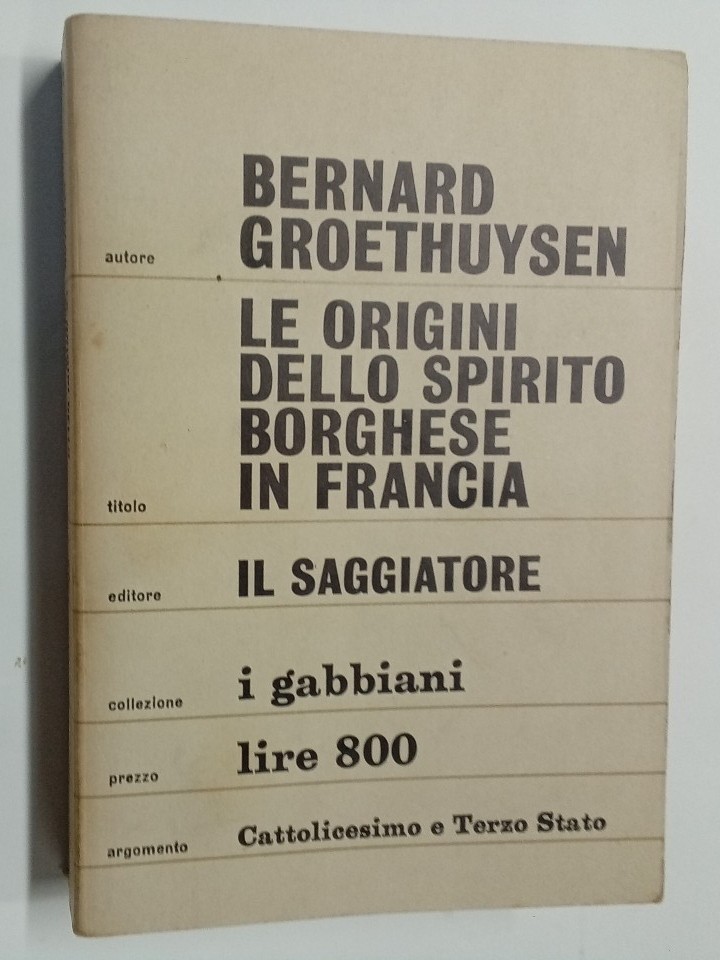 BERNARD
autore GROETHUYSEN
LE ORIGINI
DELLO SPIRITO
BORGHESE
titolo IN FRANCIA
editore IL SAGGIATORE
collezione i gabbiani
prezzo lire 800
argomento Cattolicesimo e Terzo Stato